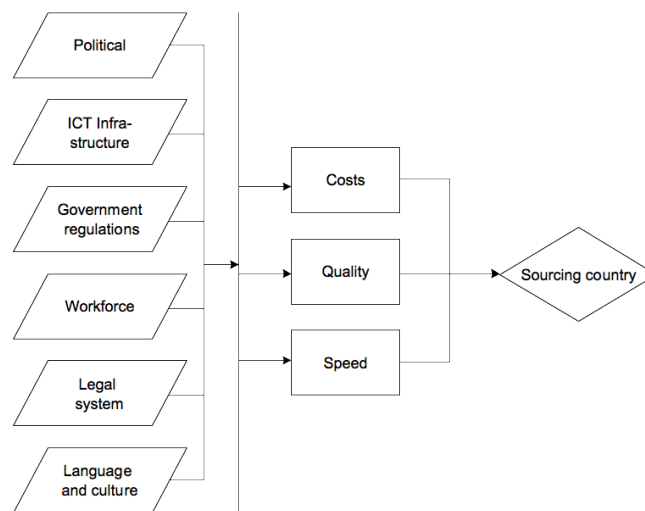 Political
ICT Infra-
structure
Government
regulations
Workforce
Legal
system
Language
and culture
Costs
Quality
Speed
Sourcing country